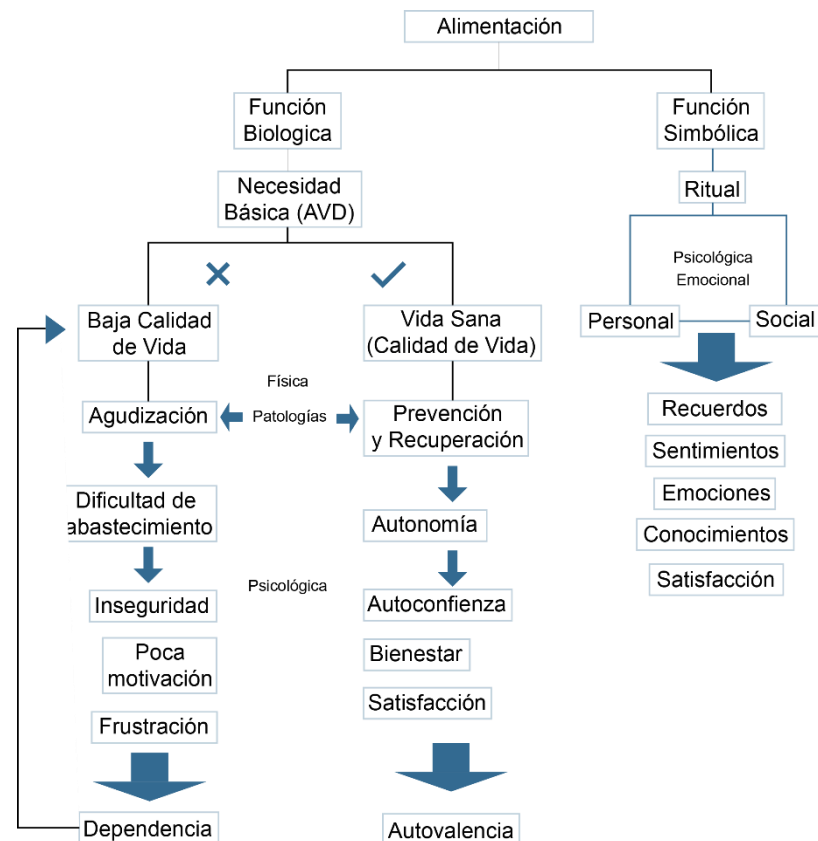 Alimentación
Función
Biologica
Función
Simbólica
Necesidad
Básica (AVD)
Ritual
Psicológica
Emocional
Personal
Social
Baja Calidad
de Vida
Vida Sana
(Calidad de Vida)
Física
Patologías
Agudización
Prevención
y Recuperación
Recuerdos
Sentimientos
Emociones
Conocimientos
Satisfacción
Dificultad de
abastecimiento
Autonomía
Psicológica
Inseguridad
Autoconfienza
Poca
motivación
Bienestar
Frustración
Satisfacción
Dependencia
Autovalencia